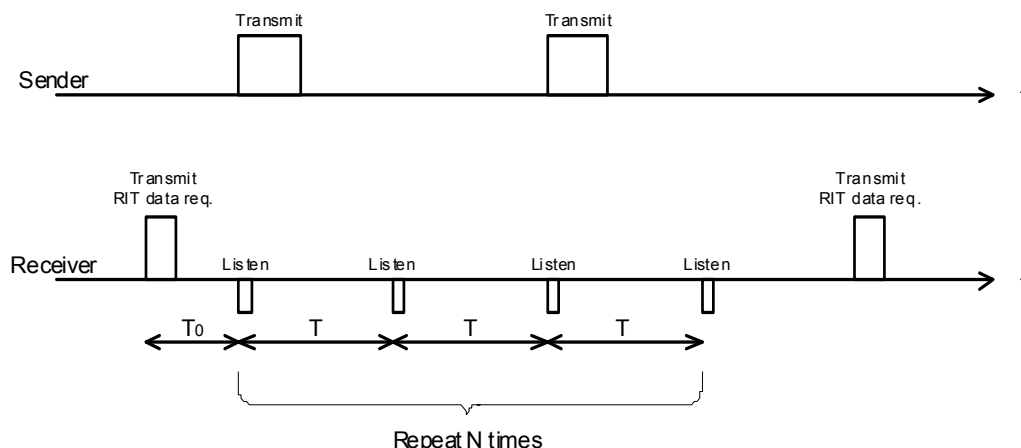 Transmit
Transmit
Sender
Transmit
RIT data req.
Transmit
RIT data req.
Receiver
Listen
Listen
Listen
Listen
T0
T
T
T
Repeat N times